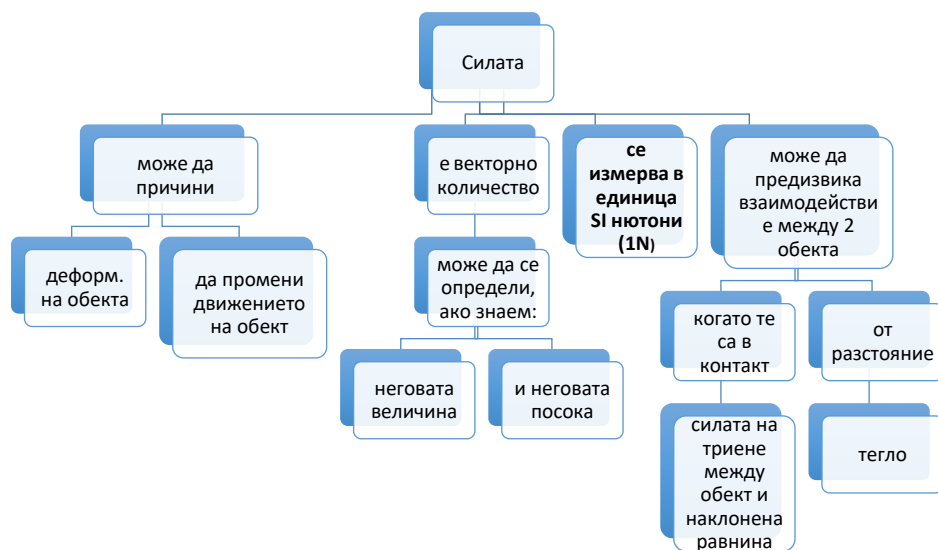 Силата
може да
причини
е векторно
количество
се
измерва в
единица
SI нютони
(1N)
може да
предизвика
взаимодействи
е между 2
обекта
деформ.
на обекта
да промени
движението
на обект
може да се
определи,
ако знаем:
когато те
са в
контакт
от
разстояние
неговата
величина
и неговата
посока
силата на
триене
между
обект и
наклонена
равнина
тегло